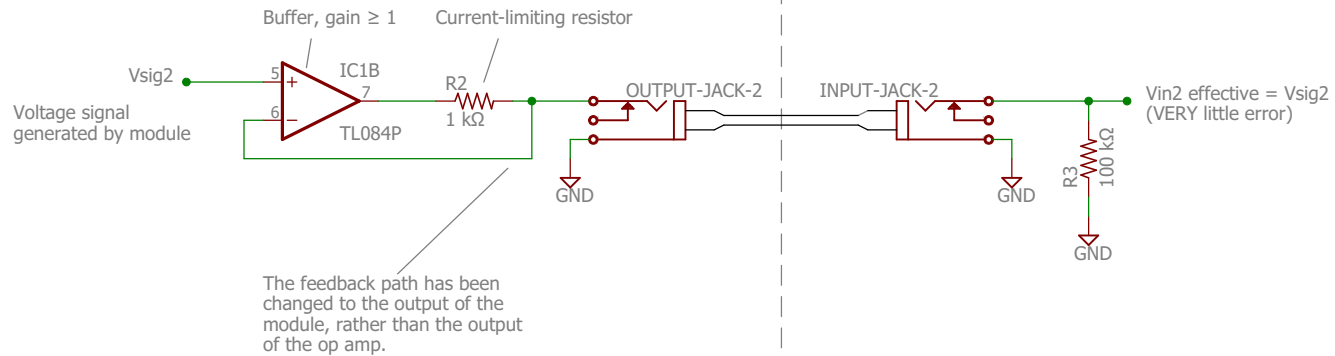 Buffer, gain ≥ 1
Current-limiting resistor
Vsig2
5
IC1B
7
6
TL084P
R2
1 kΩ
OUTPUT-JACK-2
INPUT-JACK-2
Vin2 effective = Vsig2
(VERY little error)
Voltage signal
generated by module
R3
100 kΩ
GND
GND
GND
The feedback path has been
changed to the output of the
module, rather than the output
of the op amp.